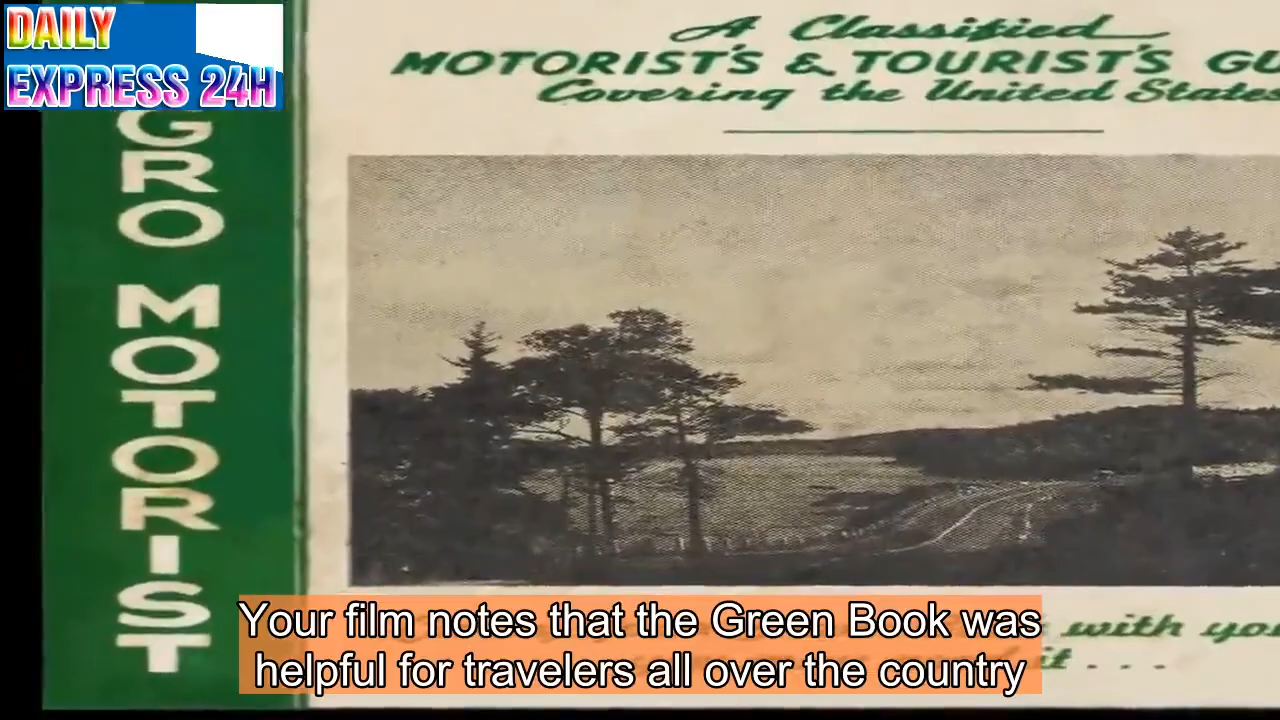 DAILY
EXPRESS 24H
A Classified
MOTORIST'S & TOURIST'S GU
Covering the United States
GRO
MOTORIST
with you
it . . .
Your film notes that the Green Book was
helpful for travelers all over the country